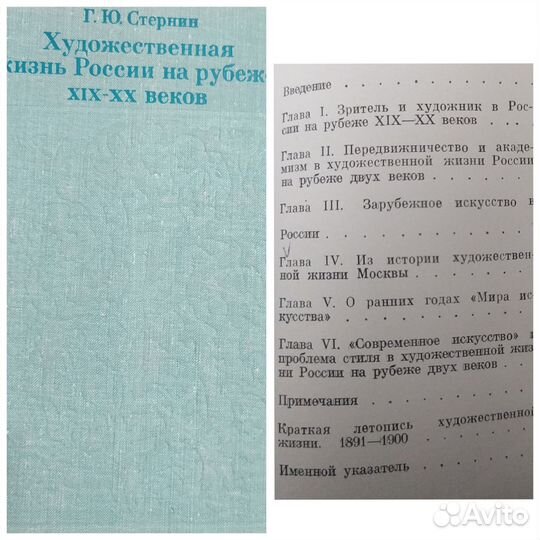 Г. Ю. Стернин
Художественная
жизнь России на рубеже
XIX-XX веков
Введение
Глава I. Зритель и художник в Рос-
сии на рубеже XIX—XX веков
Глава II. Передвижничество и акаде-
мизм в художественной жизни России
на рубеже двух веков
Глава III. Зарубежное искусство в
России
Глава IV. Из истории художествен-
ной жизни Москвы
Глава V. О ранних годах «Мира ис-
кусства»
Глава VI. «Современное искусство» и
проблема стиля в художественной жиз-
ни России на рубеже двух веков
Примечания
Краткая летопись художественной
жизни. 1891—1900
Именной указатель
Avito